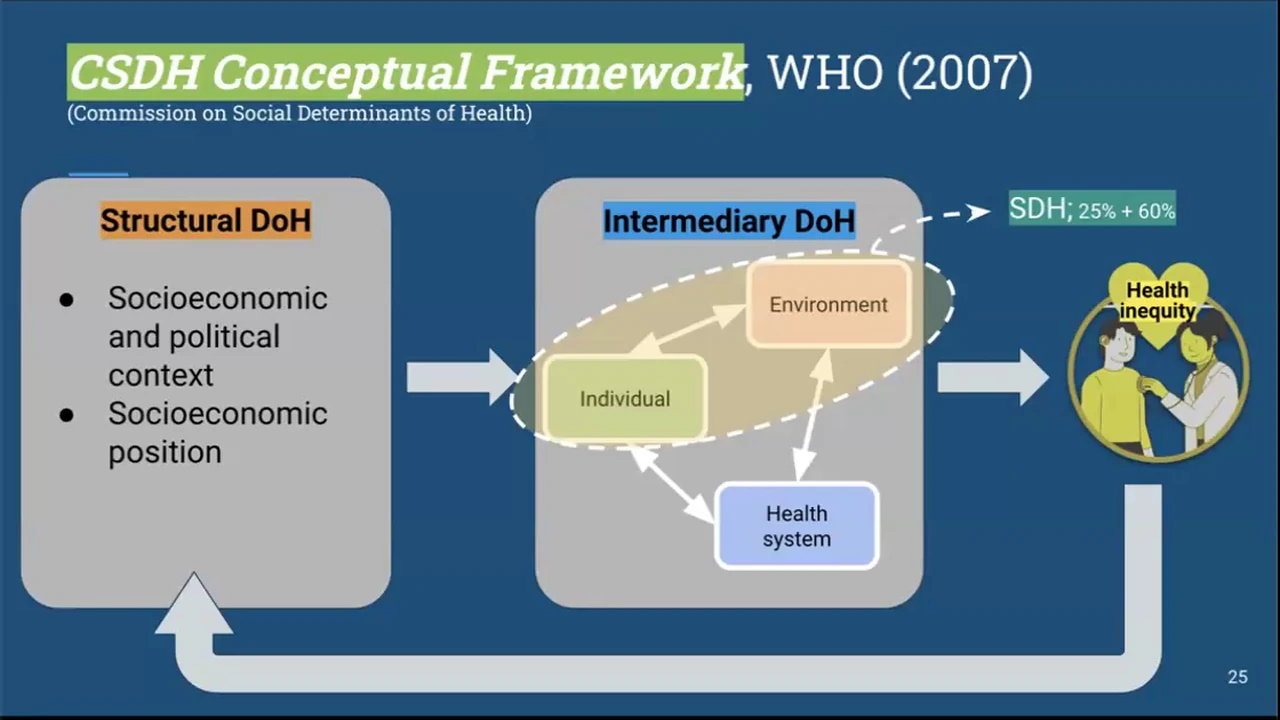 CSDH Conceptual Framework, WHO (2007)
(Commission on Social Determinants of Health)
Structural DoH
● Socioeconomic
and political
context
● Socioeconomic
position
Intermediary DoH
Environment
Individual
Health
system
SDH; 25% + 60%
Health
inequity
25